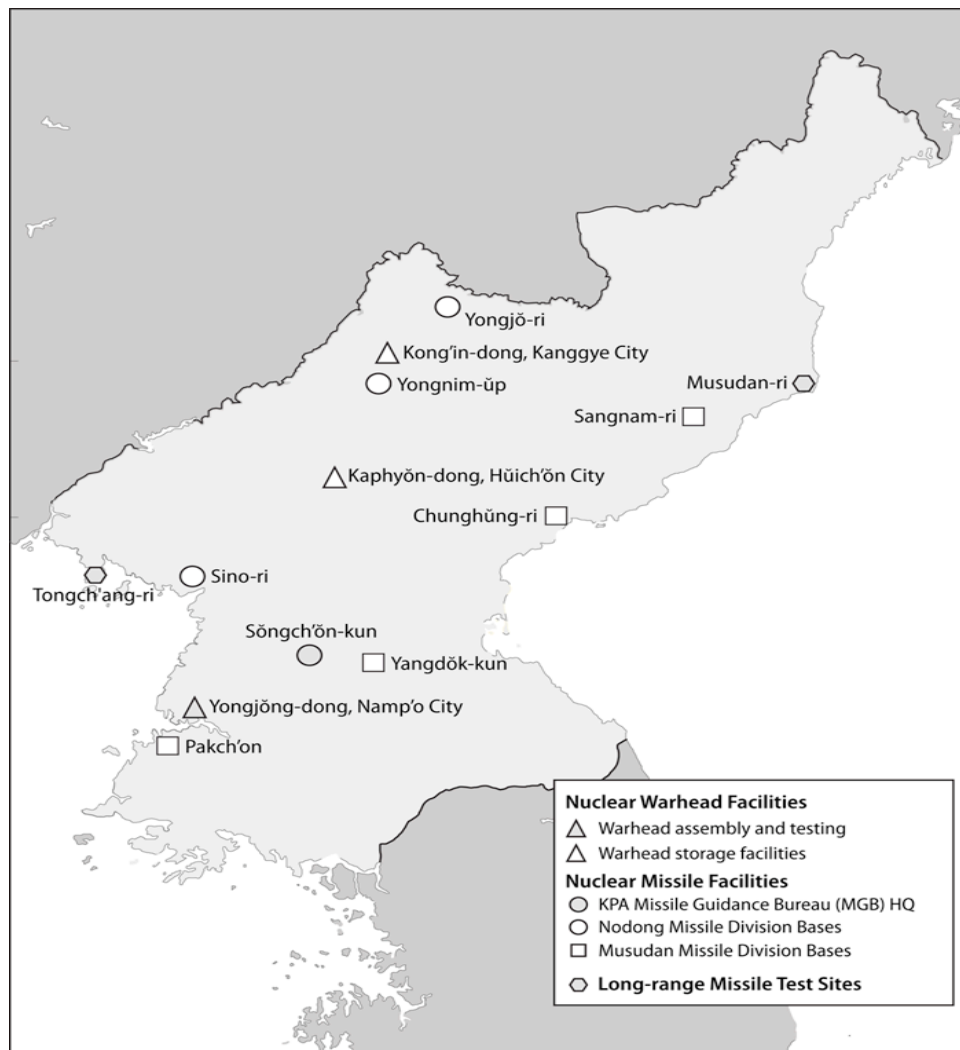 Yongjŏ-ri
Kong'in-dong, Kanggye City
Yongnim-ŭp
Musudan-ri
Sangnam-ri
Kaphyŏn-dong, Hŭich'ŏn City
Chunghŭng-ri
Sino-ri
Tongch'ang-ri
Sŏngch'ŏn-kun
Yangdŏk-kun
Yongjŏng-dong, Namp'o City
Pakch'on
Nuclear Warhead Facilities
Warhead assembly and testing
Warhead storage facilities
Nuclear Missile Facilities
KPA Missile Guidance Bureau (MGB) HQ
Nodong Missile Division Bases
Musudan Missile Division Bases
Long-range Missile Test Sites